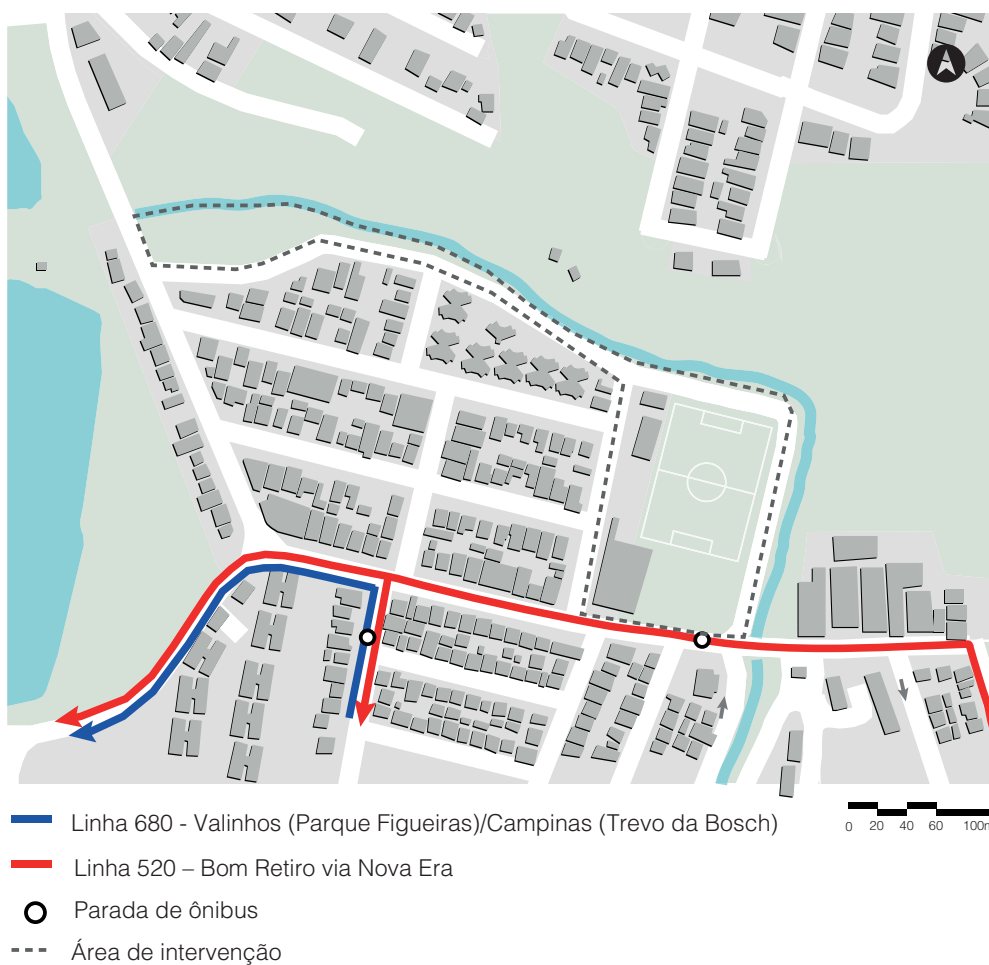 Linha 680 - Valinhos (Parque Figueiras)/Campinas (Trevo da Bosch)
0 20 40 60 100m
Linha 520 – Bom Retiro via Nova Era
Parada de ônibus
Área de intervenção